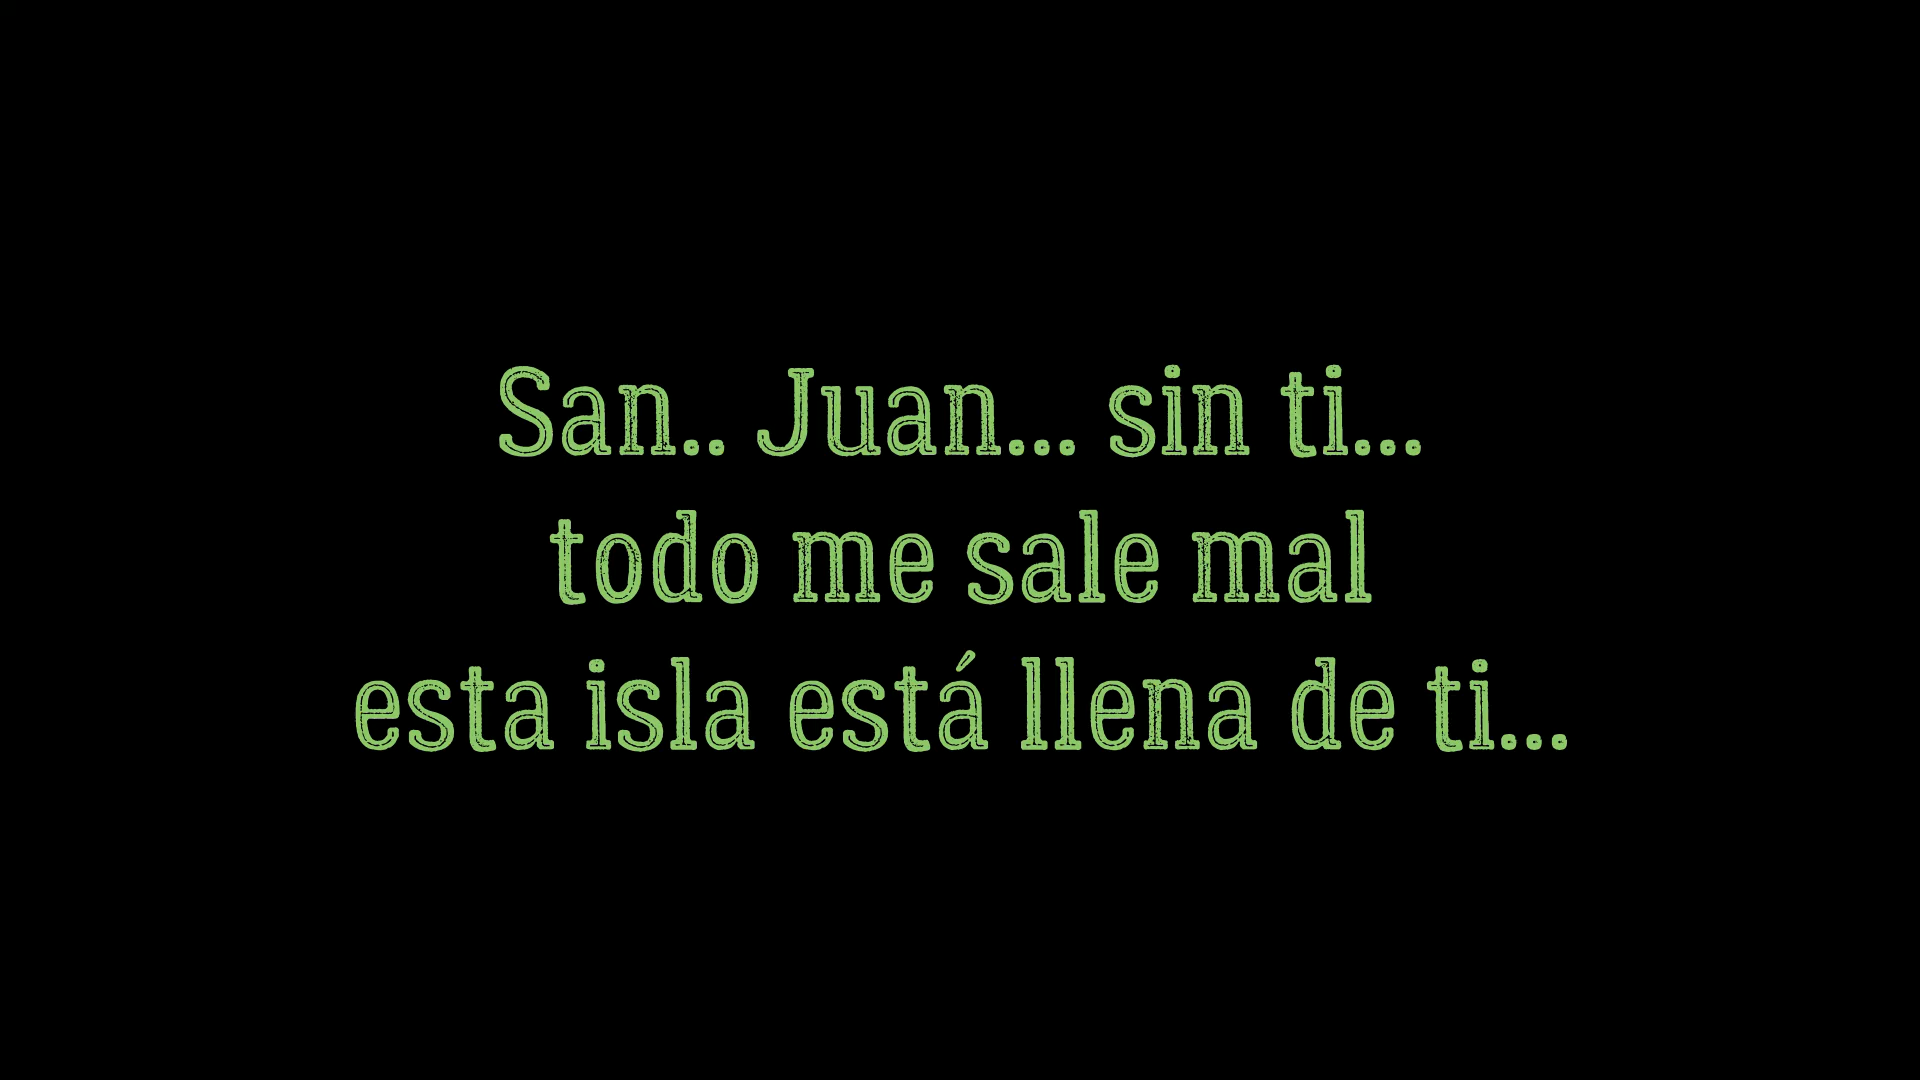 San.. Juan... sin ti...
todo me sale mal
esta isla está llena de ti...